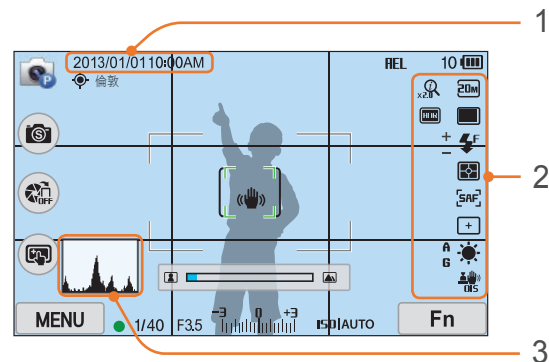 1
2013/01/01 10:00AM
REL
10
倫敦
x2.0
i
20M
P
S
+
F
−
2
OFF
SAF
+
A
G
OIS
MENU
1/40
F3.5
−3 0 +3
ISO AUTO
Fn
3